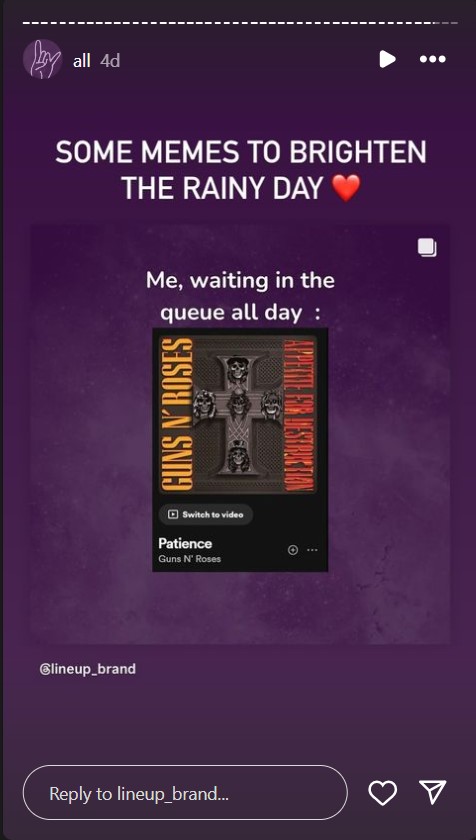 all 4d
SOME MEMES TO BRIGHTEN
THE RAINY DAY ❤️
Me, waiting in the
queue all day :
GUNS N' ROSES
APPETITE FOR DESTRUCTION
Switch to video
Patience
Guns N' Roses
@lineup_brand
Reply to lineup_brand...